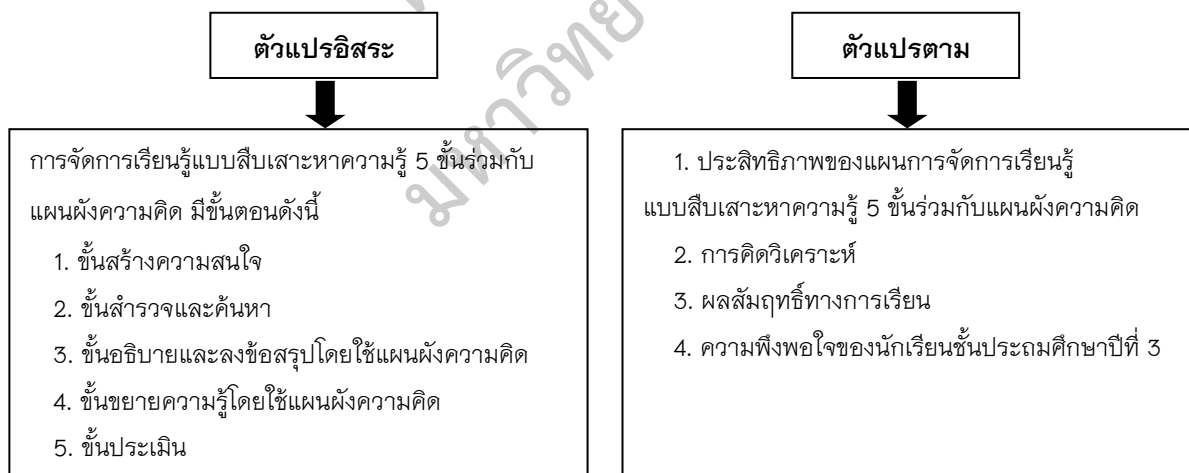 ตัวแปรอิสระ
การจัดการเรียนรู้แบบสืบเสาะหาความรู้ 5 ขั้นร่วมกับ
แผนผังความคิด มีขั้นตอนดังนี้
1. ขั้นสร้างความสนใจ
2. ขั้นสำรวจและค้นหา
3. ขั้นอธิบายและลงข้อสรุปโดยใช้แผนผังความคิด
4. ขั้นขยายความรู้โดยใช้แผนผังความคิด
5. ขั้นประเมิน
ตัวแปรตาม
1. ประสิทธิภาพของแผนการจัดการเรียนรู้
แบบสืบเสาะหาความรู้ 5 ขั้นร่วมกับแผนผังความคิด
2. การคิดวิเคราะห์
3. ผลสัมฤทธิ์ทางการเรียน
4. ความพึงพอใจของนักเรียนชั้นประถมศึกษาปีที่ 3
มหาวิทย